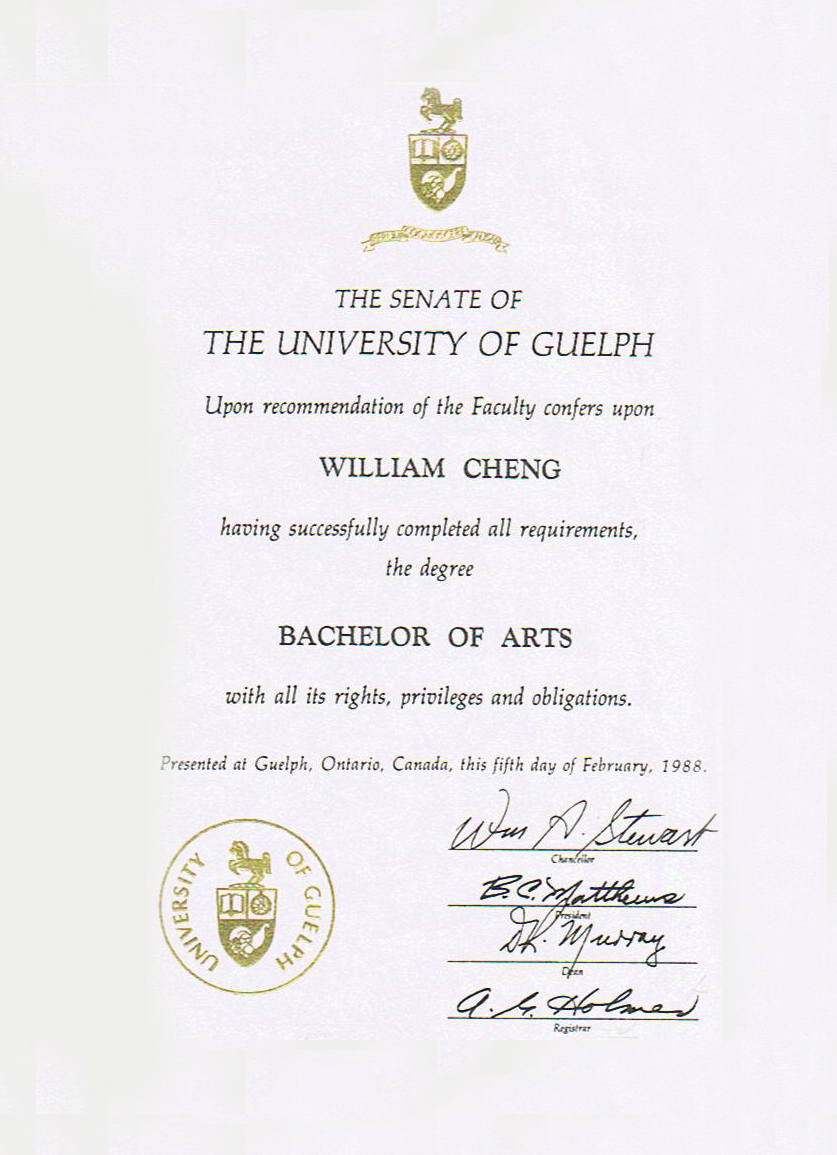 THE SENATE OF
THE UNIVERSITY OF GUELPH
Upon recommendation of the Faculty confers upon
WILLIAM CHENG
having successfully completed all requirements,
the degree
BACHELOR OF ARTS
with all its rights, privileges and obligations.
Presented at Guelph, Ontario, Canada, this fifth day of February, 1988.
Wm A. Stewart
Chancellor
B.C. Matthews
President
D.R. Murray
Dean
A. G. Holmes
Registrar
UNIVERSITY OF GUELPH